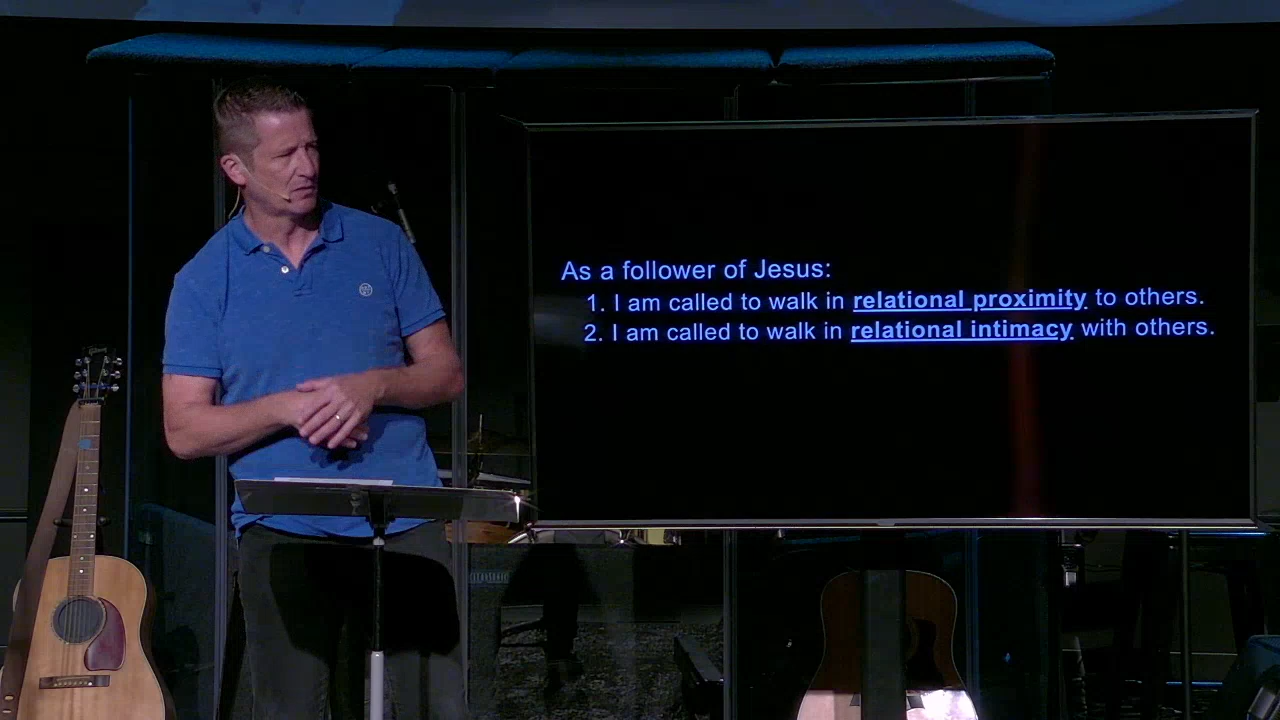 As a follower of Jesus:
1. I am called to walk in relational proximity to others.
2. I am called to walk in relational intimacy with others.